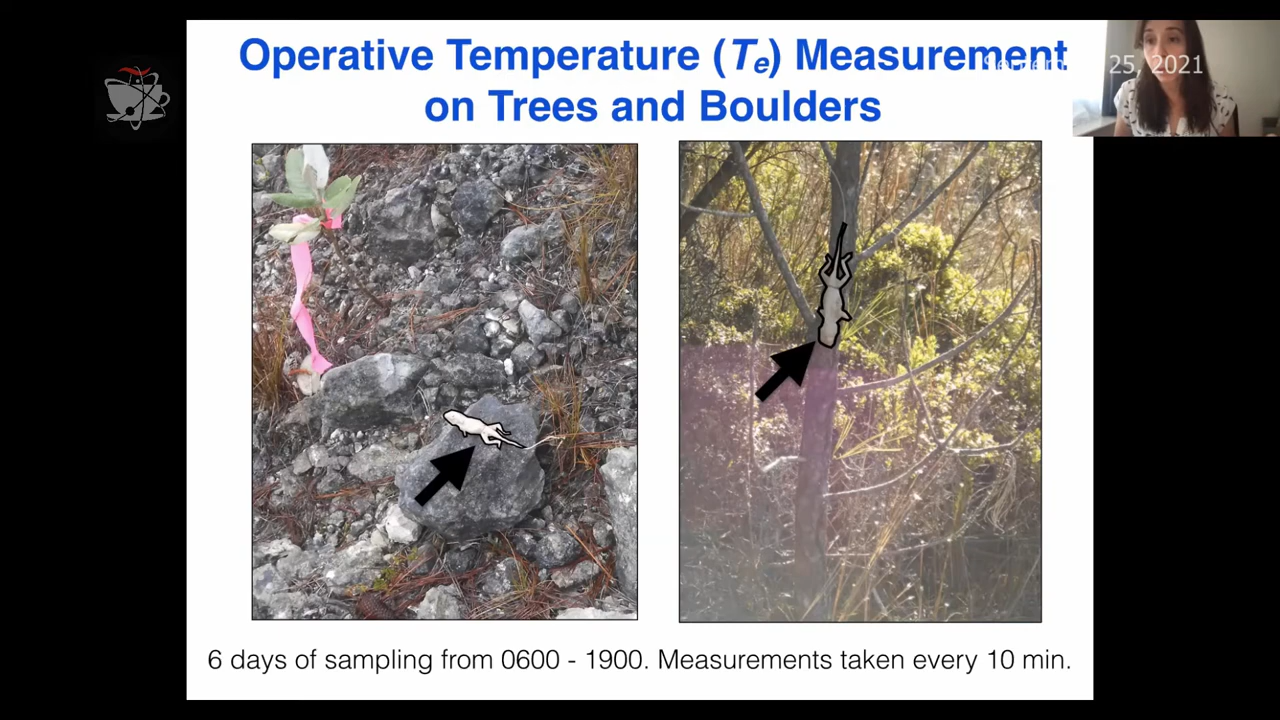 Operative Temperature (Te) Measurement
on Trees and Boulders
25, 2021
6 days of sampling from 0600 - 1900. Measurements taken every 10 min.